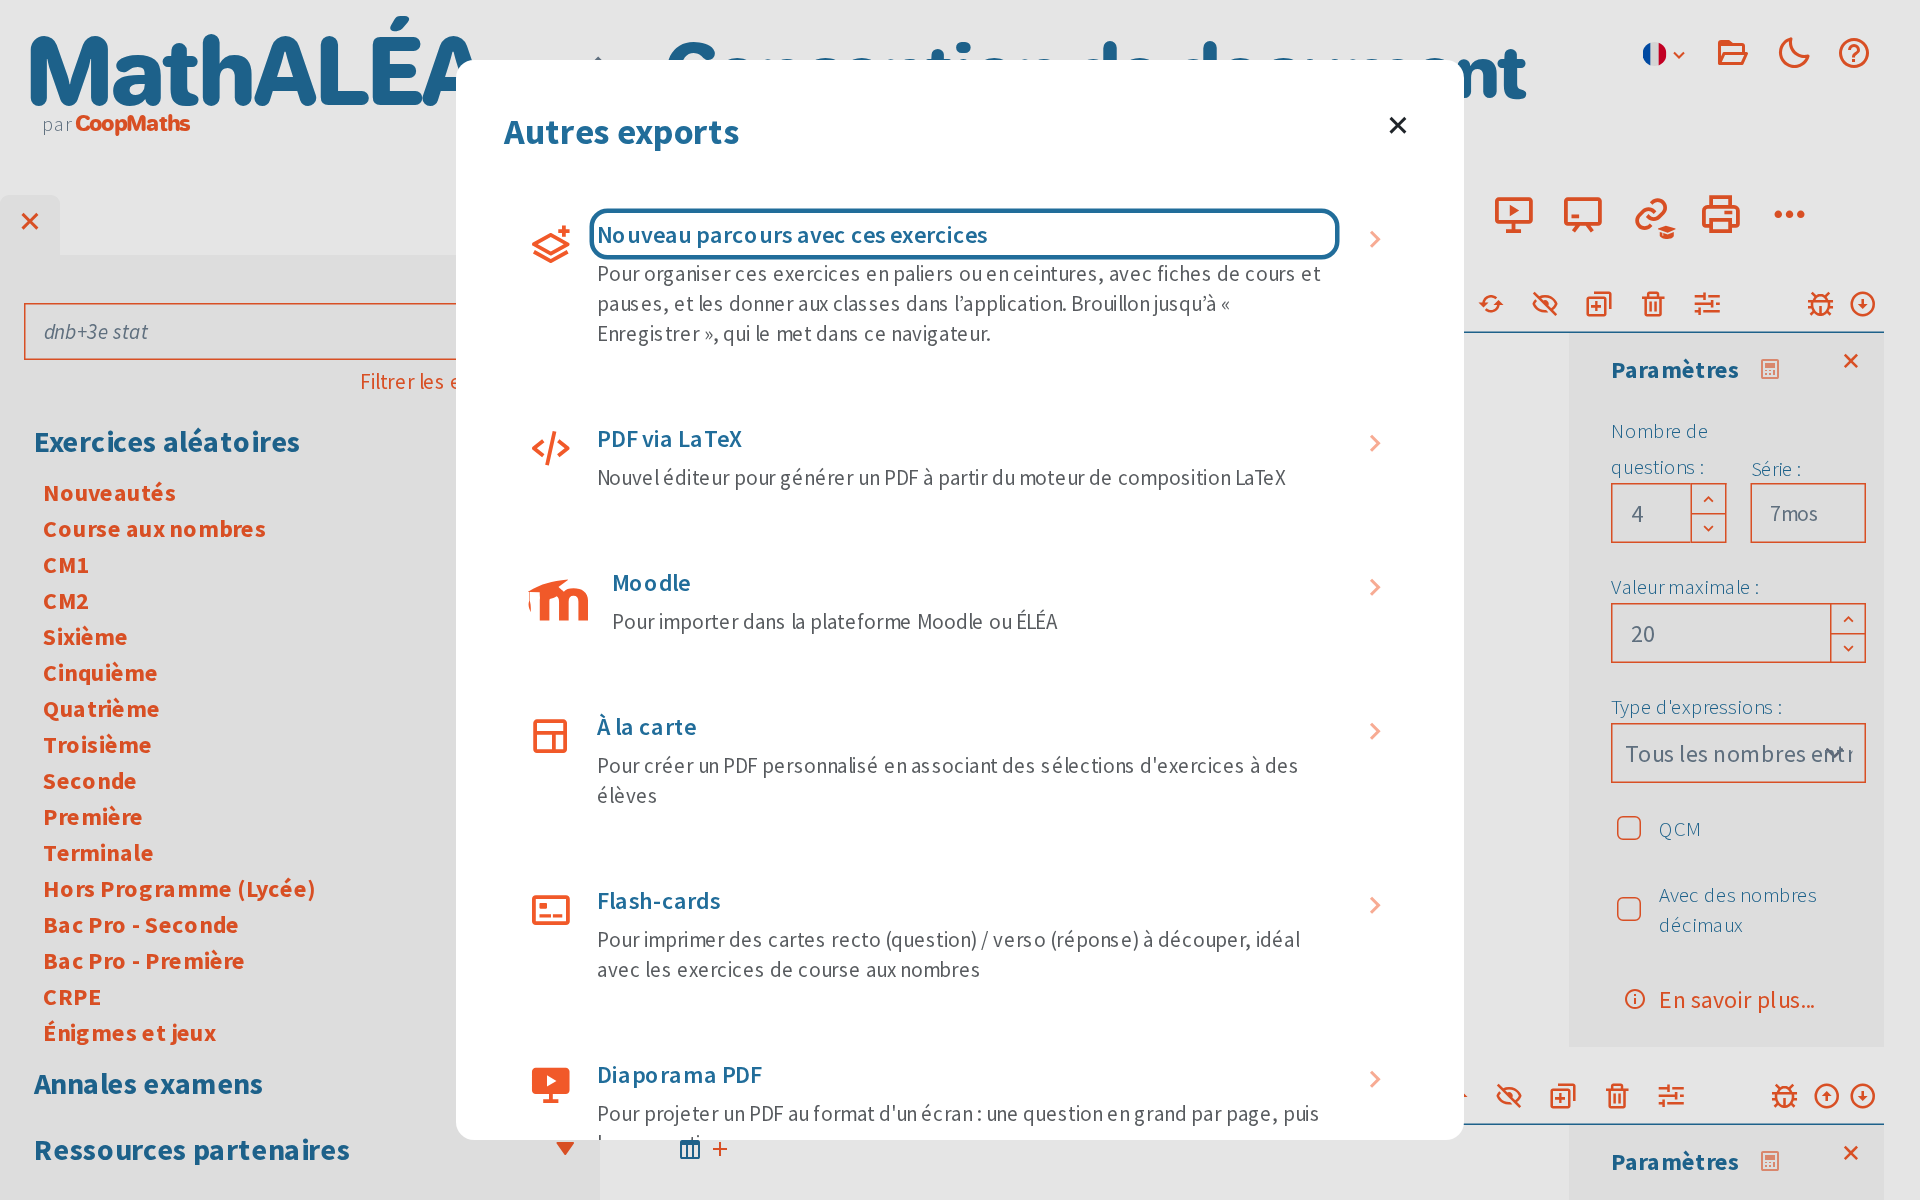 MathALÉA
par CoopMaths
Autres exports
Nouveau parcours avec ces exercices
Pour organiser ces exercices en paliers ou en ceintures, avec fiches de cours et
pauses, et les donner aux classes dans l’application. Brouillon jusqu’à «
Enregistrer », qui le met dans ce navigateur.
PDF via LaTeX
Nouvel éditeur pour générer un PDF à partir du moteur de composition LaTeX
Moodle
Pour importer dans la plateforme Moodle ou ÉLÉA
À la carte
Pour créer un PDF personnalisé en associant des sélections d'exercices à des
élèves
Flash-cards
Pour imprimer des cartes recto (question) / verso (réponse) à découper, idéal
avec les exercices de course aux nombres
Diaporama PDF
Pour projeter un PDF au format d'un écran : une question en grand par page, puis
dnb+3e stat
Filtrer les
Exercices aléatoires
Nouveautés
Course aux nombres
CM1
CM2
Sixième
Cinquième
Quatrième
Troisième
Seconde
Première
Terminale
Hors Programme (Lycée)
Bac Pro - Seconde
Bac Pro - Première
CRPE
Énigmes et jeux
Annales examens
Ressources partenaires
Paramètres
Nombre de
questions :
Série :
4
7mos
Valeur maximale :
20
Type d'expressions :
Tous les nombres entr
QCM
Avec des nombres
décimaux
En savoir plus...
Paramètres